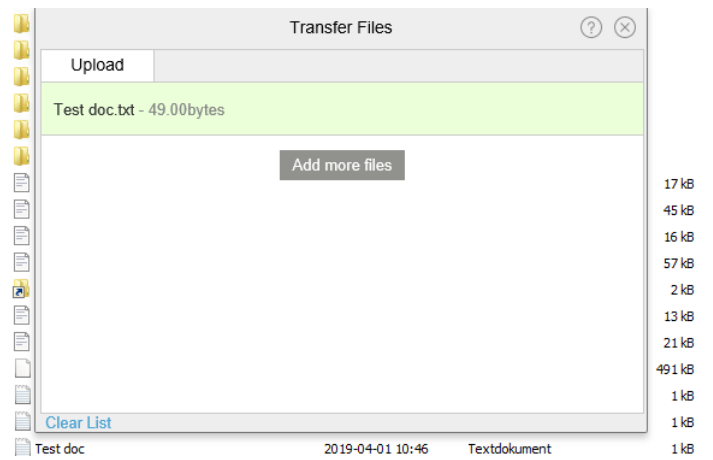 Transfer Files
Upload
Test doc.txt - 49.00bytes
Add more files
17 kB
45 kB
16 kB
57 kB
2 kB
13 kB
21 kB
491 kB
1 kB
Clear List
1 kB
Test doc 2019-04-01 10:46 Textdokument 1 kB